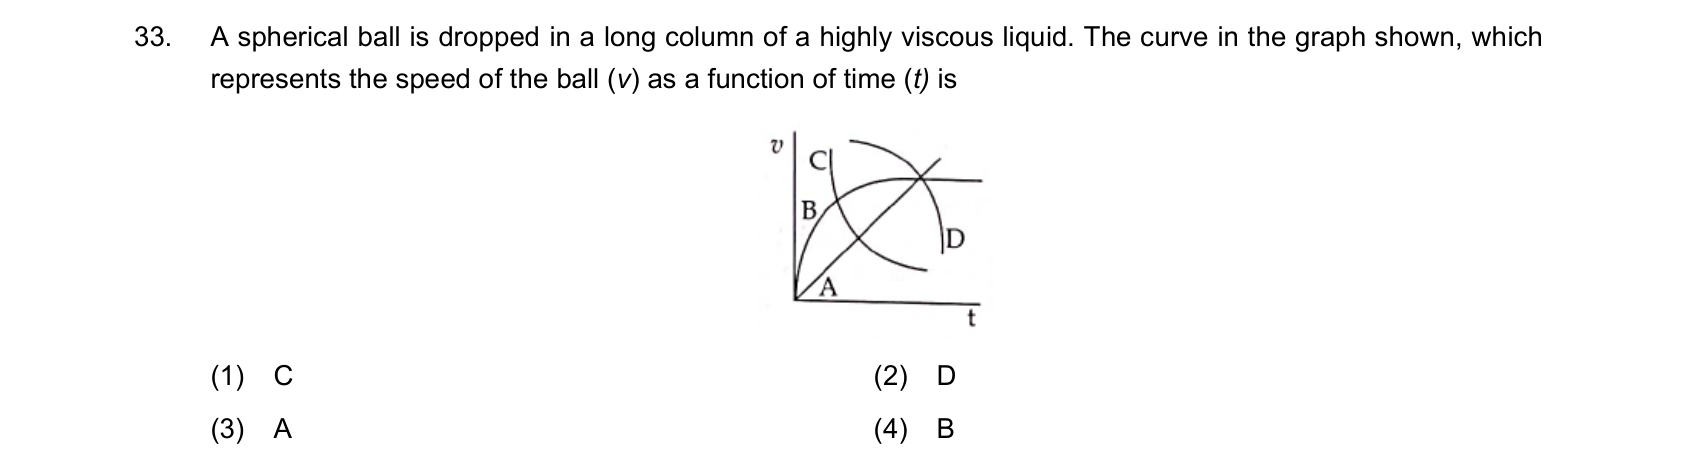 33. A spherical ball is dropped in a long column of a highly viscous liquid. The curve in the graph shown, which
represents the speed of the ball (v) as a function of time (t) is
v
C
B
D
A
t
(1) C (2) D
(3) A (4) B